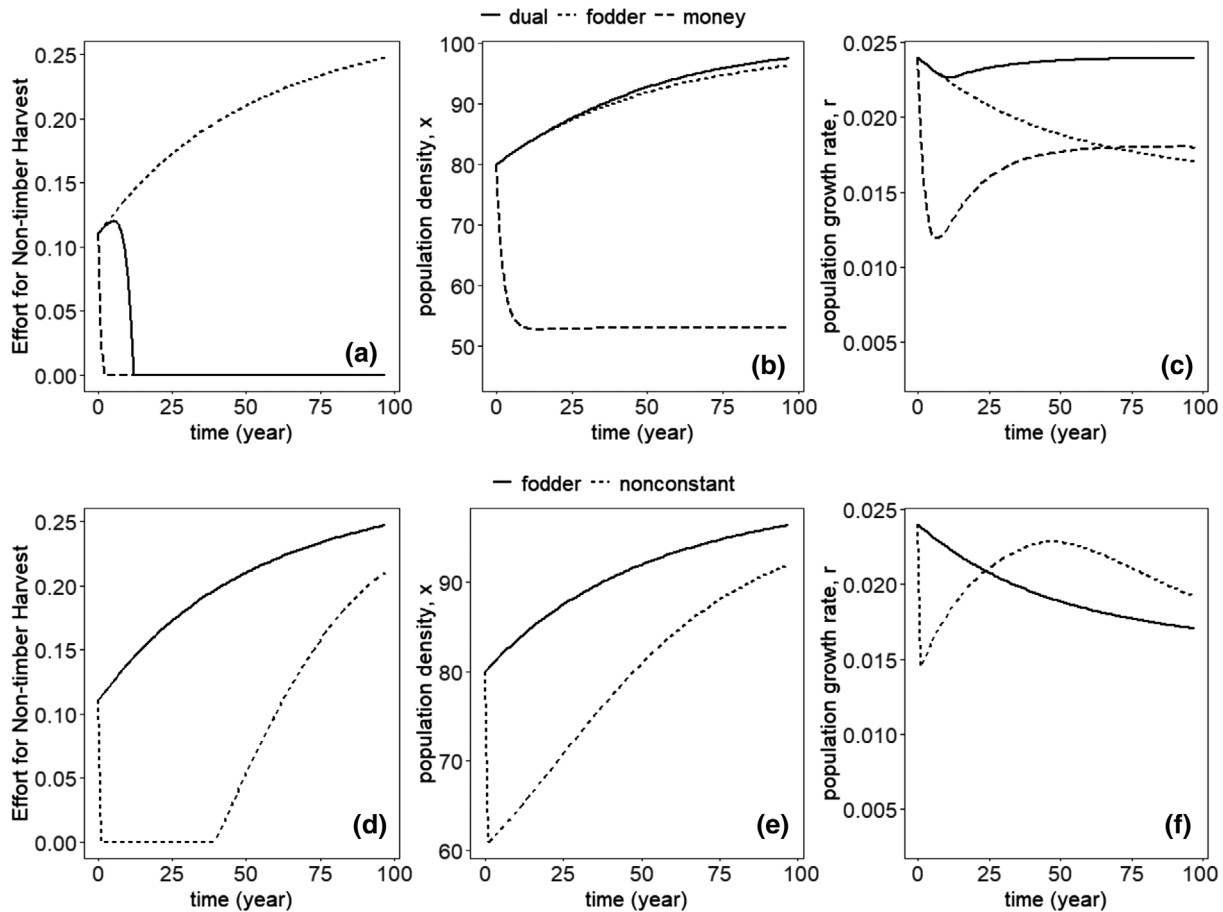 dual fodder money
Effort for Non-timber Harvest
0.25
0.20
0.15
0.10
0.05
0.00
(a)
0 25 50 75 100
time (year)
population density, x
100
90
80
70
60
50
(b)
0 25 50 75 100
time (year)
population growth rate, r
0.025
0.020
0.015
0.010
0.005
(c)
0 25 50 75 100
time (year)
fodder nonconstant
Effort for Non-timber Harvest
0.25
0.20
0.15
0.10
0.05
0.00
(d)
0 25 50 75 100
time (year)
population density, x
90
80
70
60
(e)
0 25 50 75 100
time (year)
population growth rate, r
0.025
0.020
0.015
0.010
0.005
(f)
0 25 50 75 100
time (year)